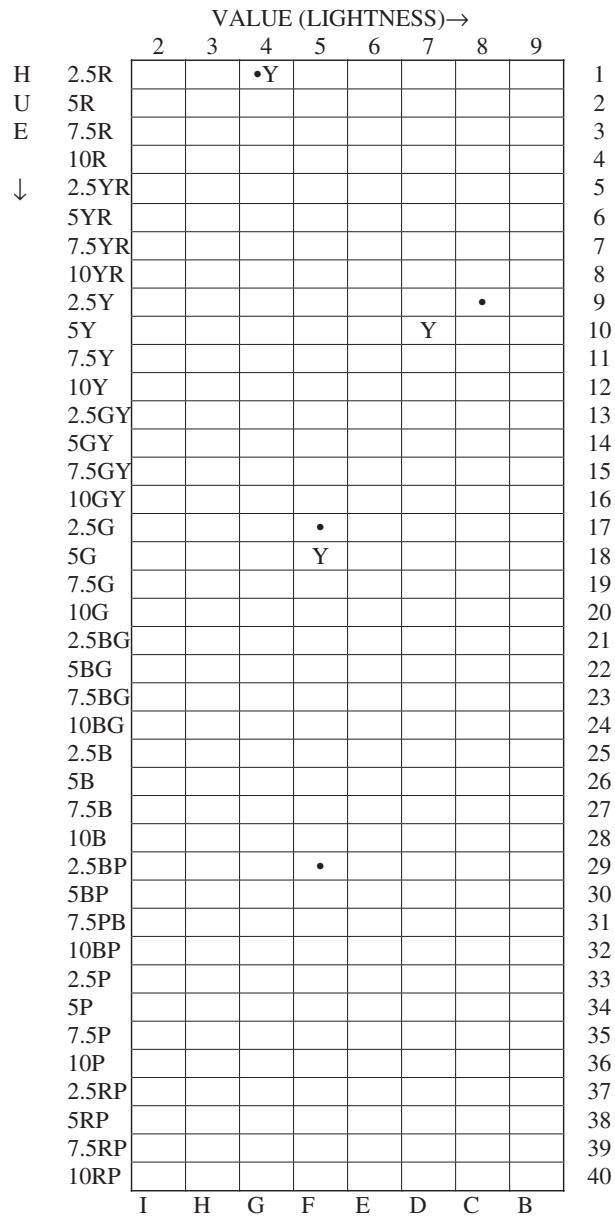 VALUE (LIGHTNESS)→
2 3 4 5 6 7 8 9
H 2.5R •Y 1
U 5R 2
E 7.5R 3
10R 4
↓ 2.5YR 5
5YR 6
7.5YR 7
10YR 8
2.5Y • 9
5Y Y 10
7.5Y 11
10Y 12
2.5GY 13
5GY 14
7.5GY 15
10GY 16
2.5G • 17
5G Y 18
7.5G 19
10G 20
2.5BG 21
5BG 22
7.5BG 23
10BG 24
2.5B 25
5B 26
7.5B 27
10B 28
2.5BP • 29
5BP 30
7.5PB 31
10BP 32
2.5P 33
5P 34
7.5P 35
10P 36
2.5RP 37
5RP 38
7.5RP 39
10RP 40
I H G F E D C B